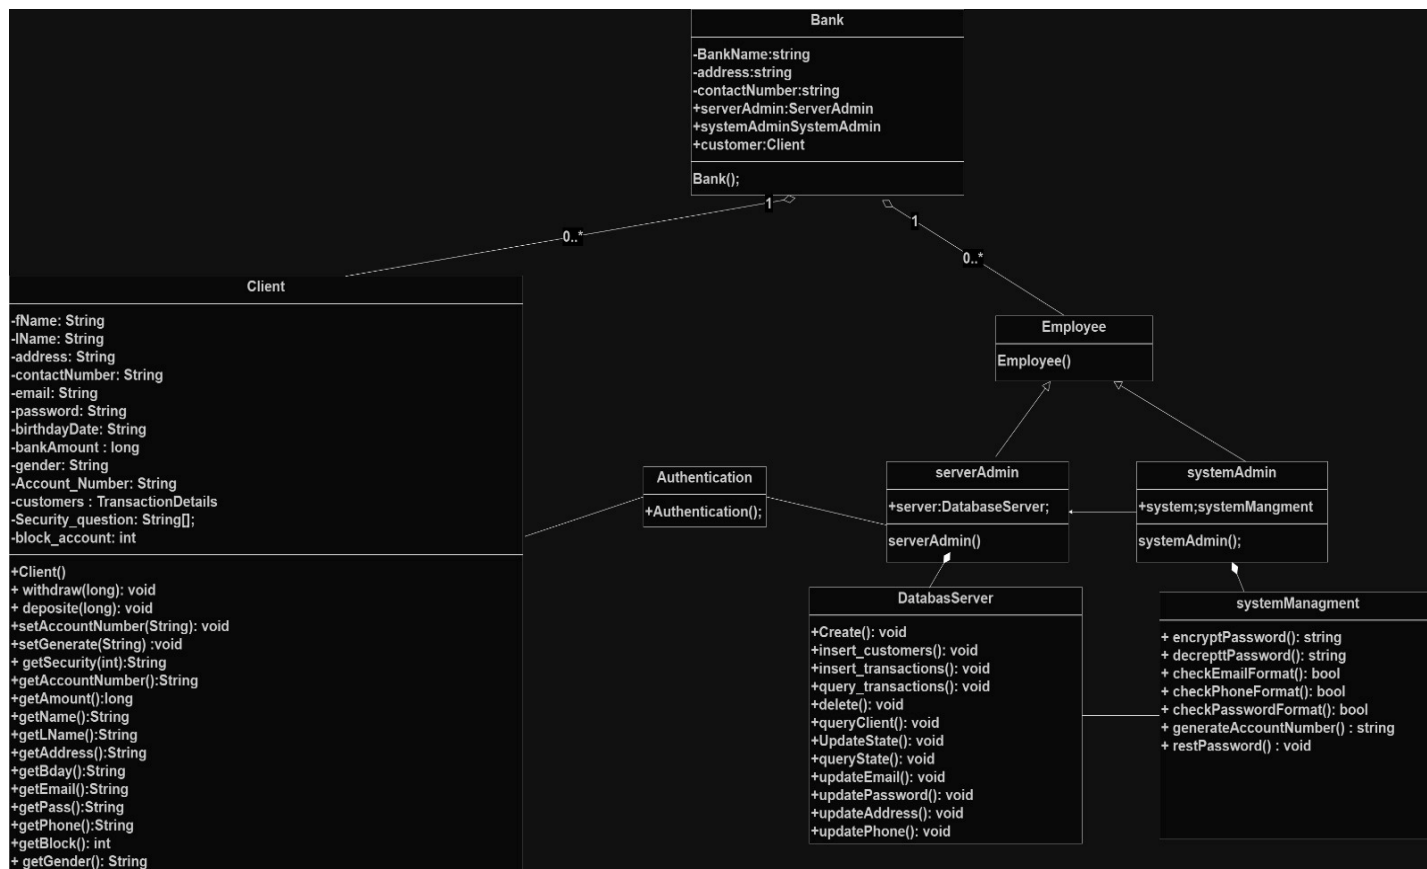 Bank
-BankName:string
-address:string
-contactNumber:string
+serverAdmin:ServerAdmin
+systemAdminSystemAdmin
+customer:Client
Bank();
1
1
0..*
0..*
Client
-fName: String
-lName: String
-address: String
-contactNumber: String
-email: String
-password: String
-birthdayDate: String
-bankAmount : long
-gender: String
-Account_Number: String
-customers : TransactionDetails
-Security_question: String[];
-block_account: int
+Client()
+ withdraw(long): void
+ deposite(long): void
+setAccountNumber(String): void
+setGenerate(String) :void
+ getSecurity(int):String
+getAccountNumber():String
+getAmount():long
+getName():String
+getLName():String
+getAddress():String
+getBday():String
+getEmail():String
+getPass():String
+getPhone():String
+getBlock(): int
+ getGender(): String
Employee
Employee()
Authentication
+Authentication();
serverAdmin
+server:DatabaseServer;
serverAdmin()
systemAdmin
+system;systemMangment
systemAdmin();
DatabasServer
+Create(): void
+insert_customers(): void
+insert_transactions(): void
+query_transactions(): void
+delete(): void
+queryClient(): void
+UpdateState(): void
+queryState(): void
+updateEmail(): void
+updatePassword(): void
+updateAddress(): void
+updatePhone(): void
systemManagment
+ encryptPassword(): string
+ decrepttPassword(): string
+ checkEmailFormat(): bool
+ checkPhoneFormat(): bool
+ checkPasswordFormat(): bool
+ generateAccountNumber() : string
+ restPassword() : void